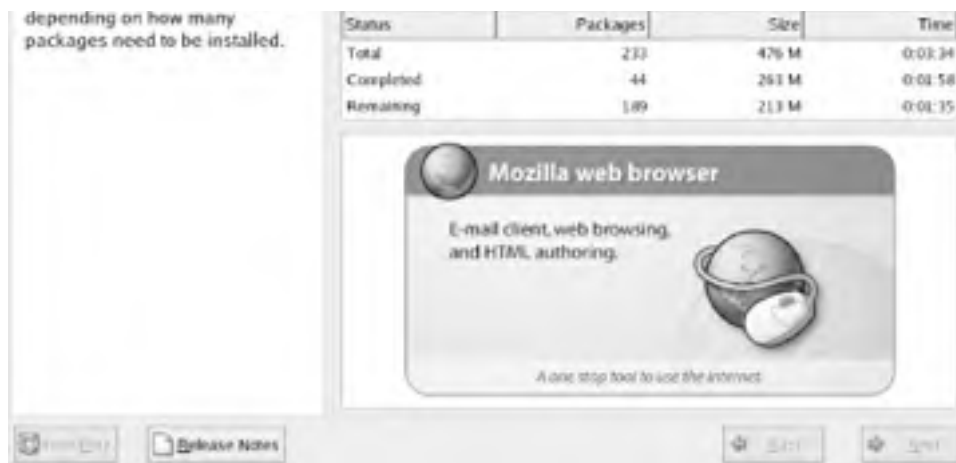 depending on how many
packages need to be installed.
Status Packages Size Time
Total 233 476 M 0:03:34
Completed 44 263 M 0:01:58
Remaining 189 213 M 0:01:35
Mozilla web browser
E-mail client, web browsing,
and HTML authoring.
A one stop tool to use the internet.
Release Notes
Back
Next